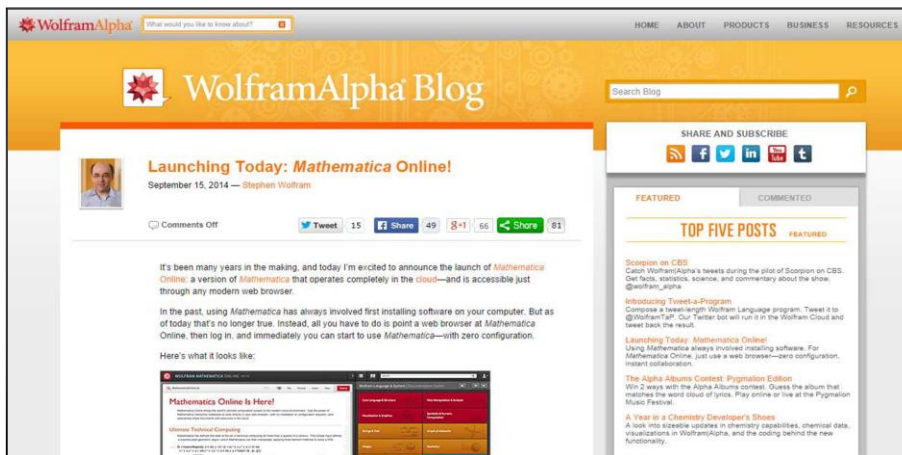 WolframAlpha
What would you like to know about?
HOME ABOUT PRODUCTS BUSINESS RESOURCES
WolframAlpha Blog
Search Blog
SHARE AND SUBSCRIBE
Launching Today: Mathematica Online!
September 15, 2014 — Stephen Wolfram
Comments Off
Tweet 15
Share 49
g+1 66
Share 81
It's been many years in the making, and today I'm excited to announce the launch of Mathematica
Online: a version of Mathematica that operates completely in the cloud—and is accessible just
through any modern web browser.
In the past, using Mathematica has always involved first installing software on your computer. But as
of today that's no longer true. Instead, all you have to do is point a web browser at Mathematica
Online, then log in, and immediately you can start to use Mathematica—with zero configuration.
Here's what it looks like:
Mathematica Online Is Here!
Ultimate Technical Computing
FEATURED COMMENTED
TOP FIVE POSTS FEATURED
Scorpion on CBS
Catch Wolfram|Alpha's tweets during the pilot of Scorpion on CBS.
Get facts, statistics, science, and commentary about the show,
@wolfram_alpha
Introducing Tweet-a-Program
Compose a tweet-length Wolfram Language program. Tweet it to
@WolframTaP. Our Twitter bot will run it in the Wolfram Cloud and
tweet back the result.
Launching Today: Mathematica Online!
Using Mathematica always involved installing software. For
Mathematica Online, just use a web browser—zero configuration,
instant collaboration.
The Alpha Albums Contest: Pygmalion Edition
Win 2 ways with the Alpha Albums Contest. Guess the album that
matches the word cloud of lyrics. Play online or live at the Pygmalion
Music Festival.
A Year in a Chemistry Developer's Shoes
A look into sizeable updates in chemistry capabilities, chemical data,
visualizations in Wolfram|Alpha, and the coding behind the new
functionality.